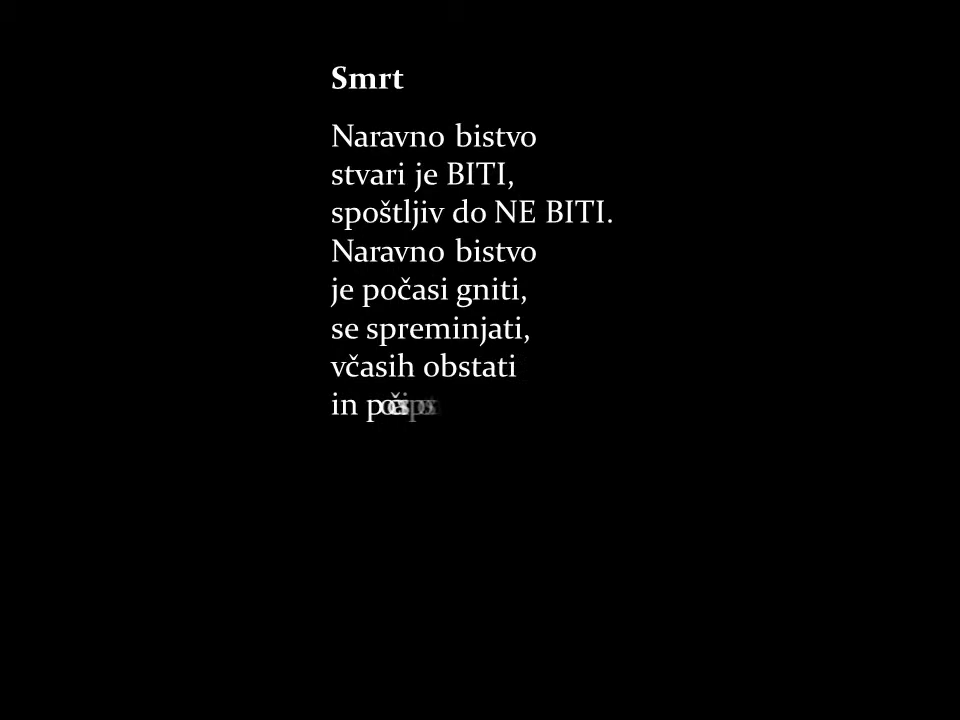 Smrt
Naravno bistvo
stvari je BITI,
spoštljiv do NE BITI.
Naravno bistvo
je počasi gniti,
se spreminjati,
včasih obstati
in